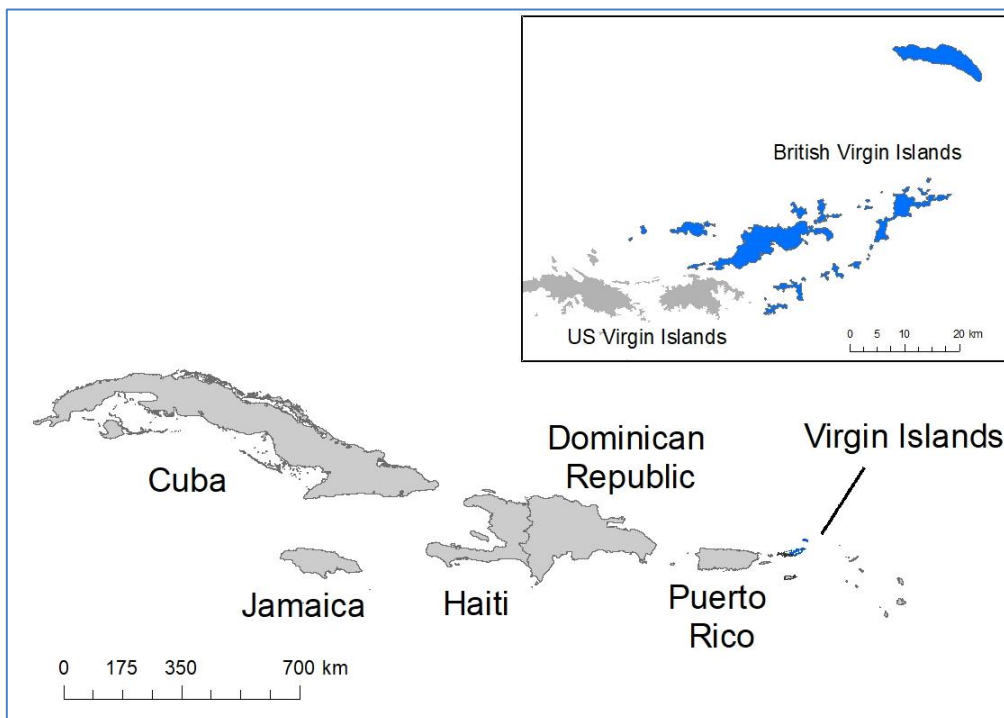 British Virgin Islands
US Virgin Islands
0 5 10 20 km
Dominican
Republic
Virgin Islands
Cuba
Jamaica
Haiti
Puerto
Rico
0 175 350 700 km